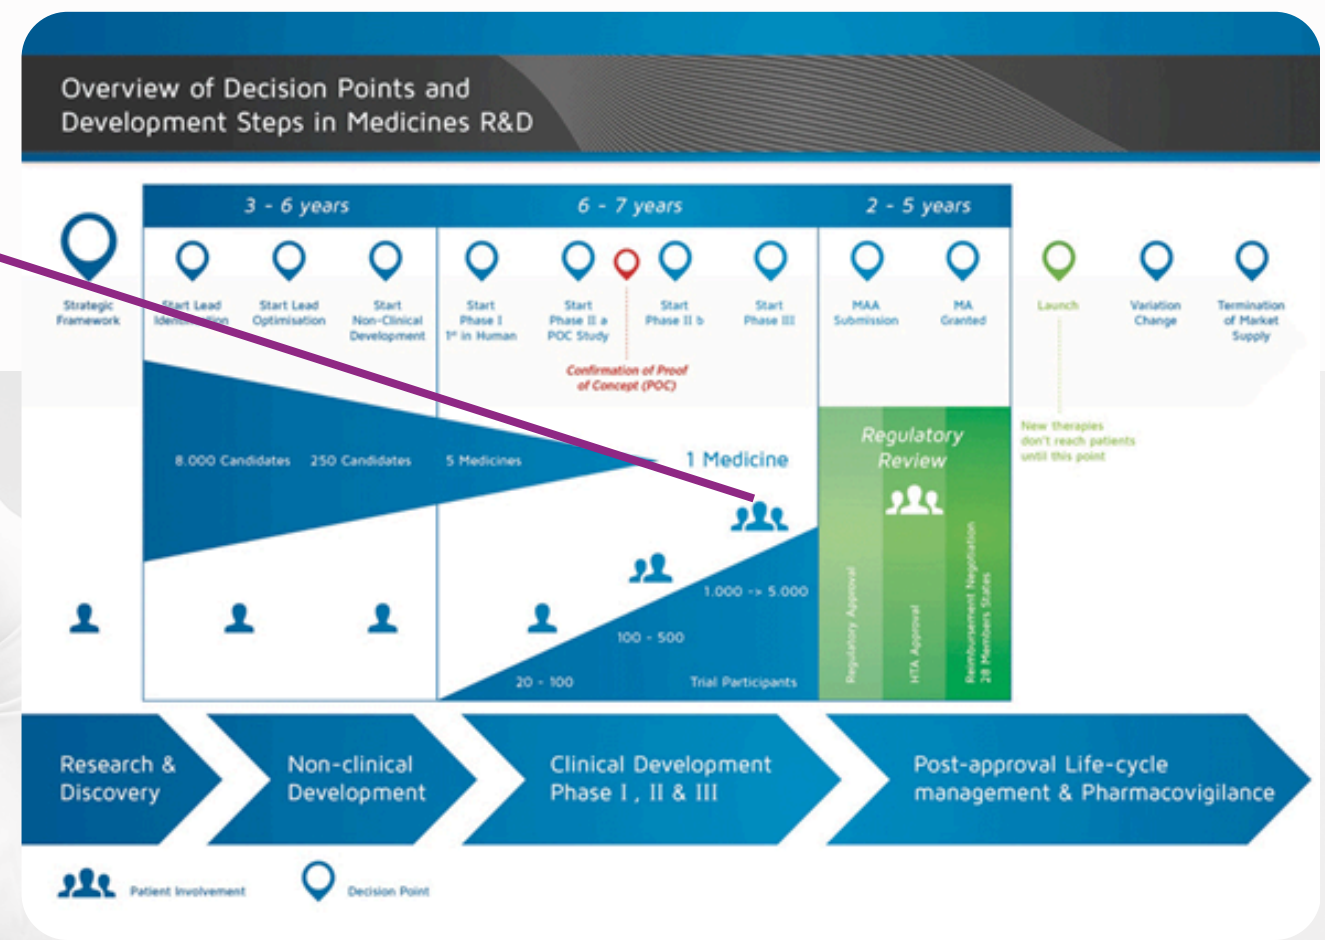 Overview of Decision Points and
Development Steps in Medicines R&D
3 - 6 years
6 - 7 years
2 - 5 years
Strategic
Framework
Start Lead
Identification
Start Lead
Optimisation
Start
Non-Clinical
Development
Start
Phase I
1st in Human
Start
Phase II a
POC Study
Start
Phase II b
Start
Phase III
MAA
Submission
MA
Granted
Launch
Variation
Change
Termination
of Market
Supply
Confirmation of Proof
of Concept (POC)
8.000 Candidates
250 Candidates
5 Medicines
1 Medicine
Regulatory
Review
New therapies
don't reach patients
until this point
1.000 -> 5.000
100 - 500
20 - 100
Trial Participants
Regulatory Approval
HTA Approval
Reimbursement Negotiation
28 Members States
Research &
Discovery
Non-clinical
Development
Clinical Development
Phase I , II & III
Post-approval Life-cycle
management & Pharmacovigilance
Patient Involvement
Decision Point